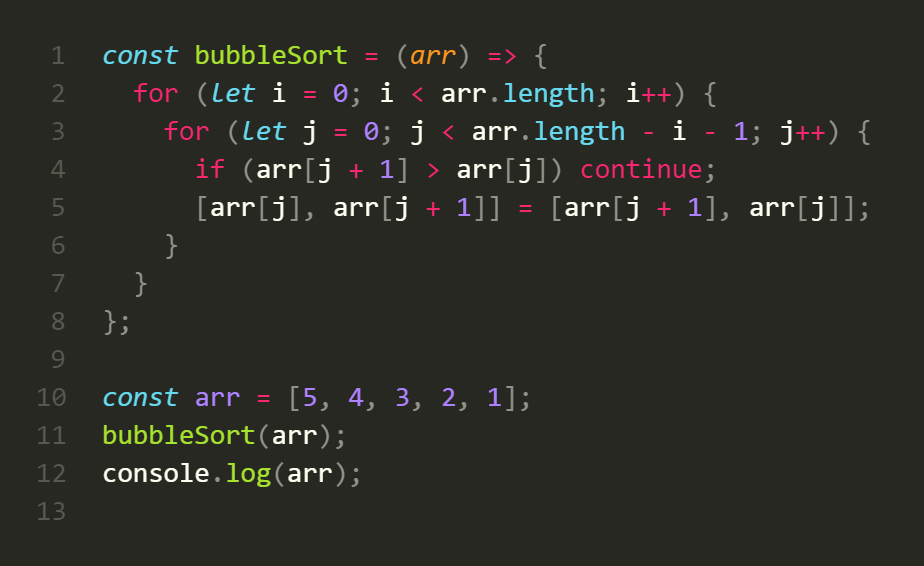 1 const bubbleSort = (arr) => {
2   for (let i = 0; i < arr.length; i++) {
3     for (let j = 0; j < arr.length - i - 1; j++) {
4       if (arr[j + 1] > arr[j]) continue;
5       [arr[j], arr[j + 1]] = [arr[j + 1], arr[j]];
6     }
7   }
8 };
9
10 const arr = [5, 4, 3, 2, 1];
11 bubbleSort(arr);
12 console.log(arr);
13